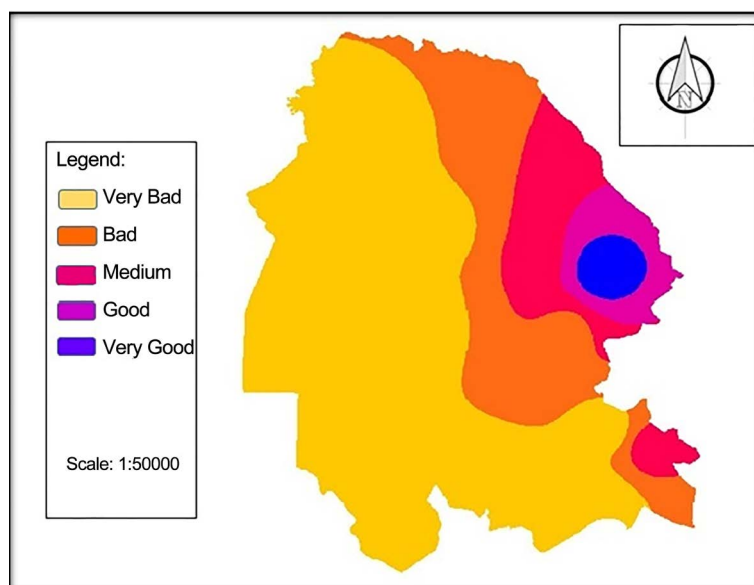 N
Legend:
Very Bad
Bad
Medium
Good
Very Good
Scale: 1:50000